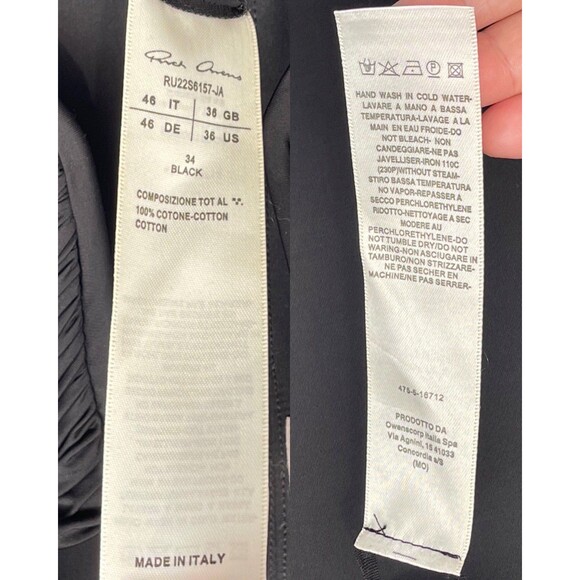 Rick Owens
RU22S6157-JA
46 IT 36 GB
46 DE 36 US
34
BLACK
COMPOSIZIONE TOT AL
100% COTONE-COTTON
COTTON
MADE IN ITALY
P
HAND WASH IN COLD WATER-
LAVARE A MANO A BASSA
TEMPERATURA-LAVAGE A LA
MAIN EN EAU FROIDE-DO
NOT BLEACH- NON
CANDEGGIARE-NE PAS
JAVELLISER-IRON 110C
(230P)WITHOUT STEAM-
STIRO BASSA TEMPERATURA
NO VAPOR-REPASSER A
SECCO PERCHLORETHYLENE
RIDOTTO-NETTOYAGE A SEC
MODERE AU
PERCHLORETHYLENE-DO
NOT TUMBLE DRY/DO NOT
WARING-NON ASCIUGARE IN
TAMBURO/NON STRIZZARE-
NE PAS SECHER EN
MACHINE/NE PAS SERRER-
475-5-16712
PRODOTTO DA
Owenscorp Italia Spa
Via Agnini, 15 41033
Concordia s/S
(MO)